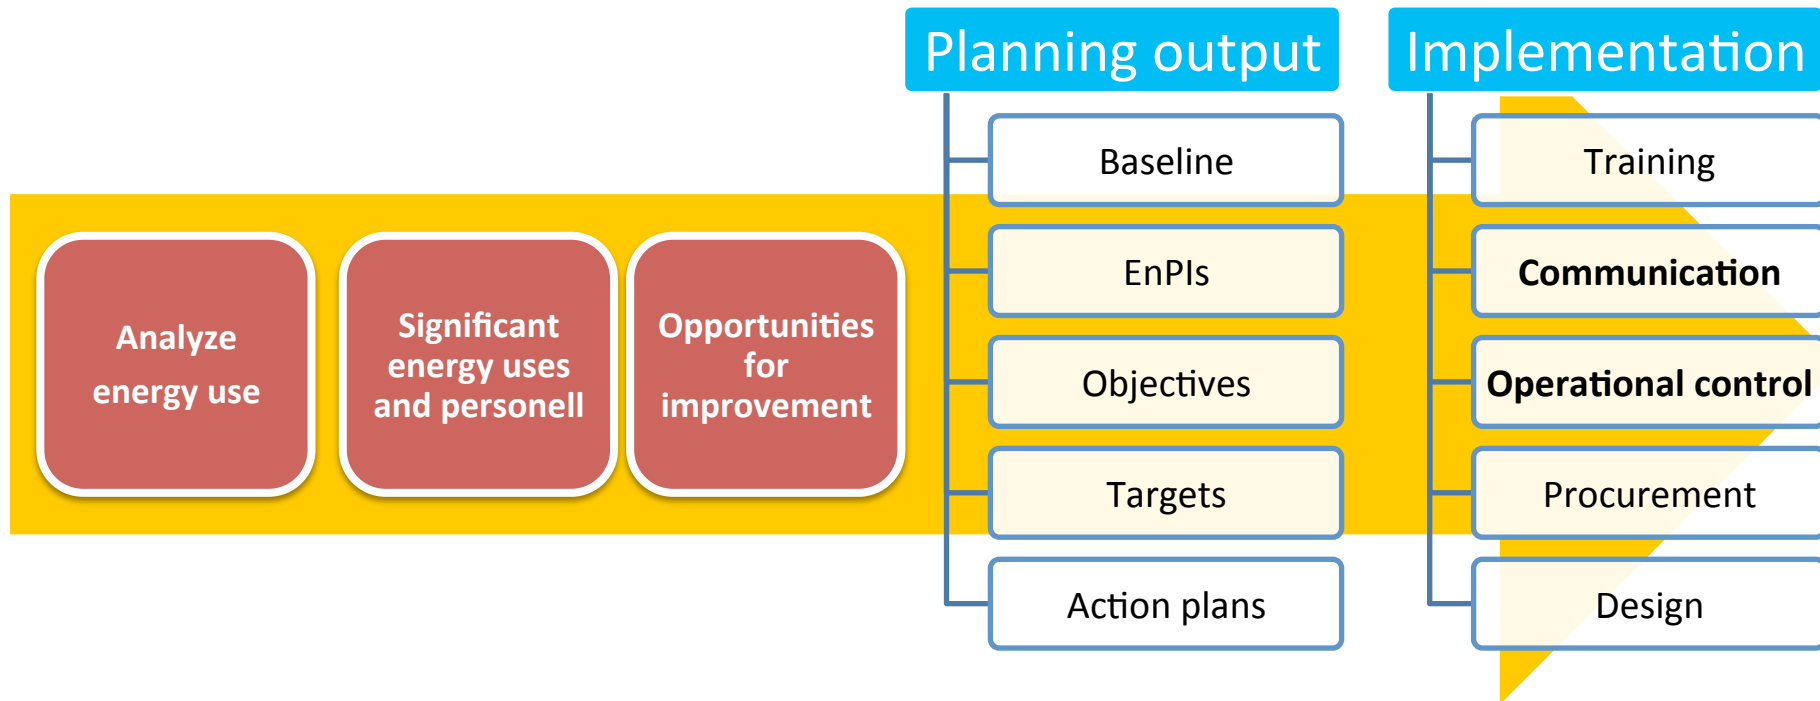 Analyze
energy use
Significant
energy uses
and personell
Opportunities
for
improvement
Planning output
Baseline
EnPIs
Objectives
Targets
Action plans
Implementation
Training
Communication
Operational control
Procurement
Design